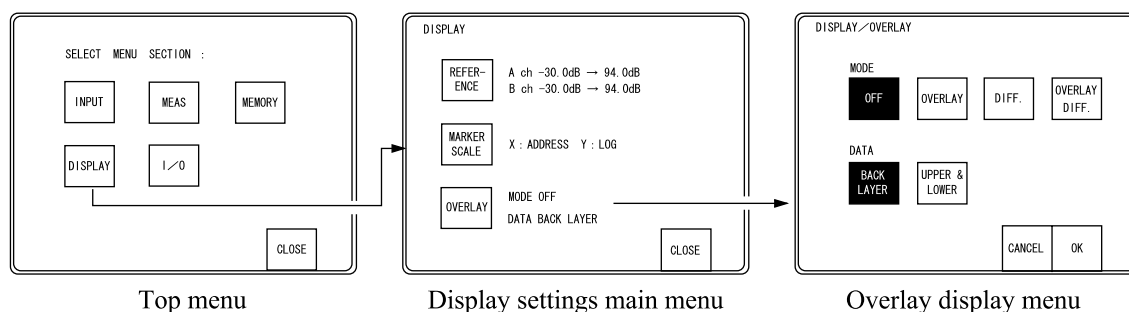 SELECT MENU SECTION :
INPUT
MEAS
MEMORY
DISPLAY
I／O
CLOSE
Top menu
DISPLAY
REFER-
ENCE
A ch -30.0dB → 94.0dB
B ch -30.0dB → 94.0dB
MARKER
SCALE
X : ADDRESS Y : LOG
OVERLAY
MODE OFF
DATA BACK LAYER
CLOSE
Display settings main menu
DISPLAY／OVERLAY
MODE
OFF
OVERLAY
DIFF.
OVERLAY
DIFF.
DATA
BACK
LAYER
UPPER &
LOWER
CANCEL
OK
Overlay display menu